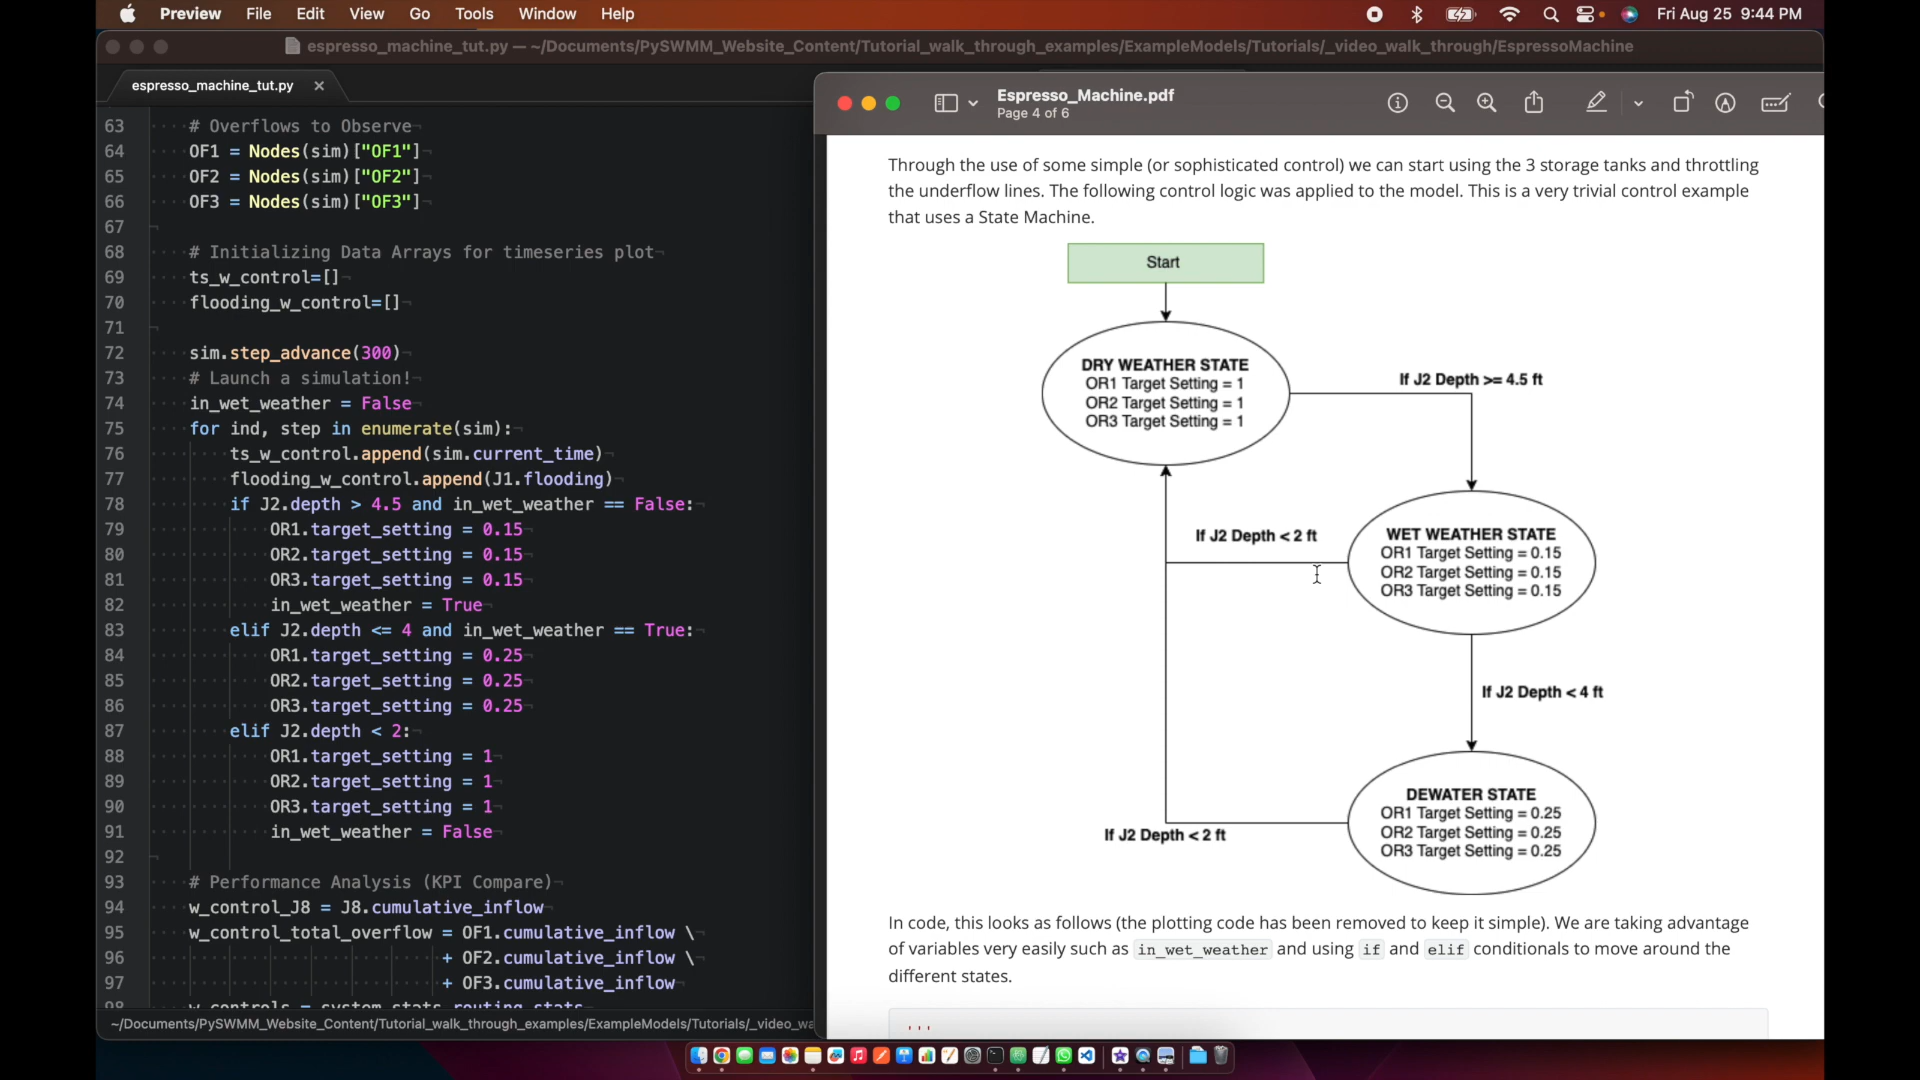 Preview File Edit View Go Tools Window Help Fri Aug 25 9:44 PM
espresso_machine_tut.py — ~/Documents/PySWMM_Website_Content/Tutorial_walk_through_examples/ExampleModels/Tutorials/_video_walk_through/EspressoMachine
espresso_machine_tut.py ×
63 # Overflows to Observe
64 OF1 = Nodes(sim)["OF1"]
65 OF2 = Nodes(sim)["OF2"]
66 OF3 = Nodes(sim)["OF3"]
67
68 # Initializing Data Arrays for timeseries plot
69 ts_w_control=[]
70 flooding_w_control=[]
71
72 sim.step_advance(300)
73 # Launch a simulation!
74 in_wet_weather = False
75 for ind, step in enumerate(sim):
76 ts_w_control.append(sim.current_time)
77 flooding_w_control.append(J1.flooding)
78 if J2.depth > 4.5 and in_wet_weather == False:
79 OR1.target_setting = 0.15
80 OR2.target_setting = 0.15
81 OR3.target_setting = 0.15
82 in_wet_weather = True
83 elif J2.depth <= 4 and in_wet_weather == True:
84 OR1.target_setting = 0.25
85 OR2.target_setting = 0.25
86 OR3.target_setting = 0.25
87 elif J2.depth < 2:
88 OR1.target_setting = 1
89 OR2.target_setting = 1
90 OR3.target_setting = 1
91 in_wet_weather = False
92
93 # Performance Analysis (KPI Compare)
94 w_control_J8 = J8.cumulative_inflow
95 w_control_total_overflow = OF1.cumulative_inflow \
96 + OF2.cumulative_inflow \
97 + OF3.cumulative_inflow
98 w_controls = system_stats.routing_stats
~/Documents/PySWMM_Website_Content/Tutorial_walk_through_examples/ExampleModels/Tutorials/_video_wa
Espresso_Machine.pdf
Page 4 of 6
Through the use of some simple (or sophisticated control) we can start using the 3 storage tanks and throttling
the underflow lines. The following control logic was applied to the model. This is a very trivial control example
that uses a State Machine.
Start
DRY WEATHER STATE
OR1 Target Setting = 1
OR2 Target Setting = 1
OR3 Target Setting = 1
If J2 Depth >= 4.5 ft
If J2 Depth < 2 ft
WET WEATHER STATE
OR1 Target Setting = 0.15
OR2 Target Setting = 0.15
OR3 Target Setting = 0.15
If J2 Depth < 4 ft
DEWATER STATE
OR1 Target Setting = 0.25
OR2 Target Setting = 0.25
OR3 Target Setting = 0.25
If J2 Depth < 2 ft
In code, this looks as follows (the plotting code has been removed to keep it simple). We are taking advantage
of variables very easily such as in_wet_weather and using if and elif conditionals to move around the
different states.
'''